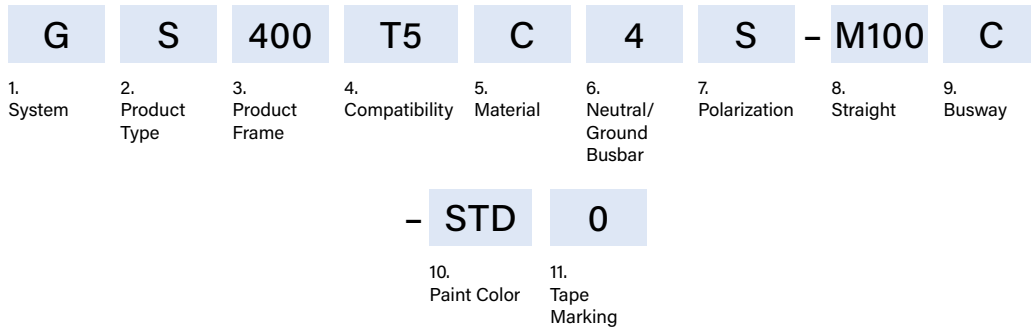 G S 400 T5 C 4 S – M100 C
1. 2. 3. 4. 5. 6. 7. 8. 9.
System Product Product Compatibility Material Neutral/ Polarization Straight Busway
Type Frame Ground
Busbar
– STD 0
10. 11.
Paint Color Tape
Marking